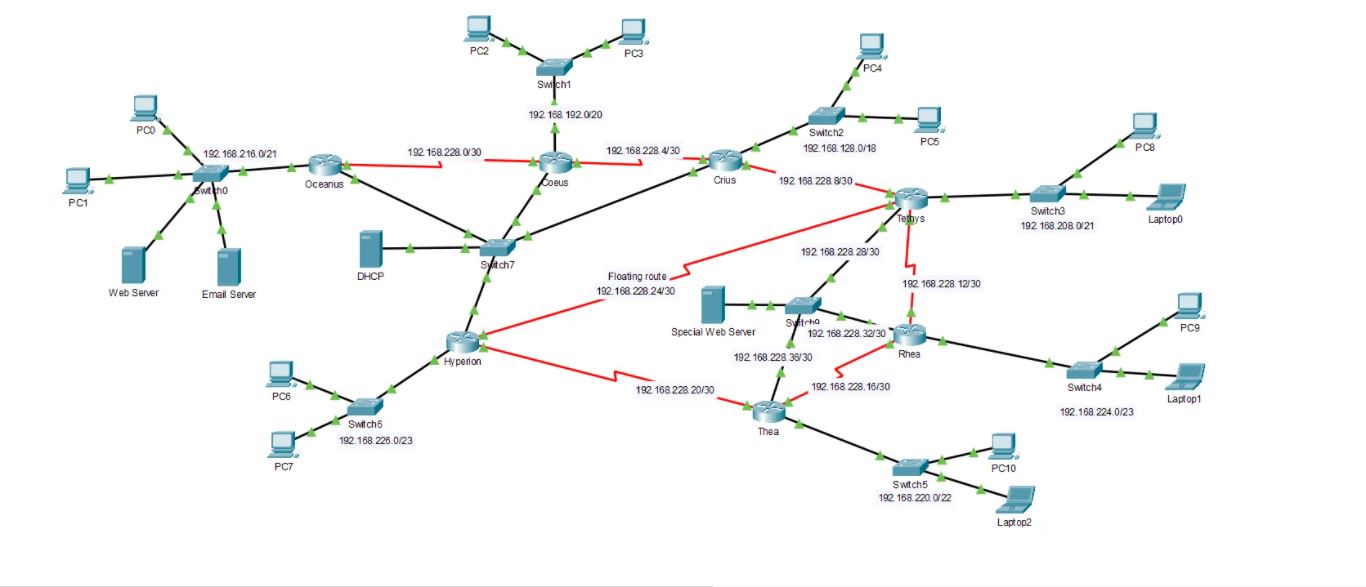 PC2
PC3
Switch1
192.168.192.0/20
PC4
Switch2
PC5
192.168.128.0/18
PC0
192.168.216.0/21
PC1
Switch0
Oceanus
192.168.228.0/30
Coeus
192.168.228.4/30
Crius
192.168.228.8/30
Tethys
PC8
Switch3
Laptop0
192.168.208.0/21
Web Server
Email Server
DHCP
Switch7
Floating route
192.168.228.24/30
192.168.228.28/30
192.168.228.12/30
Special Web Server
Switch9
192.168.228.32/30
192.168.228.36/30
Rhea
PC9
Switch4
Laptop1
192.168.224.0/23
Hyperion
192.168.228.20/30
192.168.228.16/30
Thea
PC6
Switch6
192.168.226.0/23
PC7
PC10
Switch5
192.168.220.0/22
Laptop2